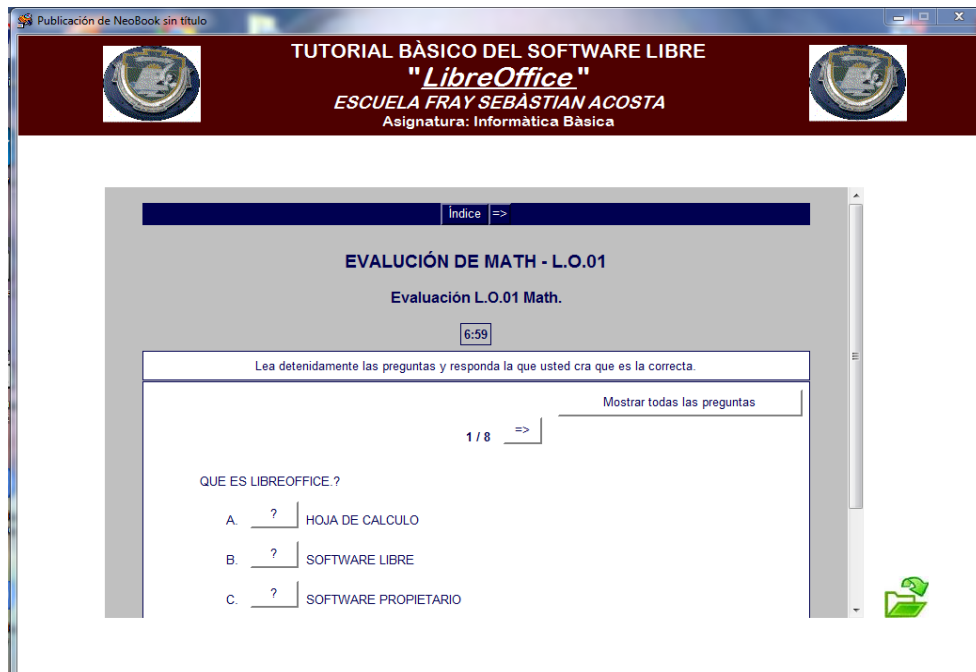 Publicación de NeoBook sin título
TUTORIAL BÀSICO DEL SOFTWARE LIBRE
"LibreOffice "
ESCUELA FRAY SEBÀSTIAN ACOSTA
Asignatura: Informàtica Bàsica
Índice =>
EVALUCIÓN DE MATH - L.O.01
Evaluación L.O.01 Math.
6:59
Lea detenidamente las preguntas y responda la que usted cra que es la correcta.
Mostrar todas las preguntas
1 / 8 =>
QUE ES LIBREOFFICE.?
A. ? HOJA DE CALCULO
B. ? SOFTWARE LIBRE
C. ? SOFTWARE PROPIETARIO